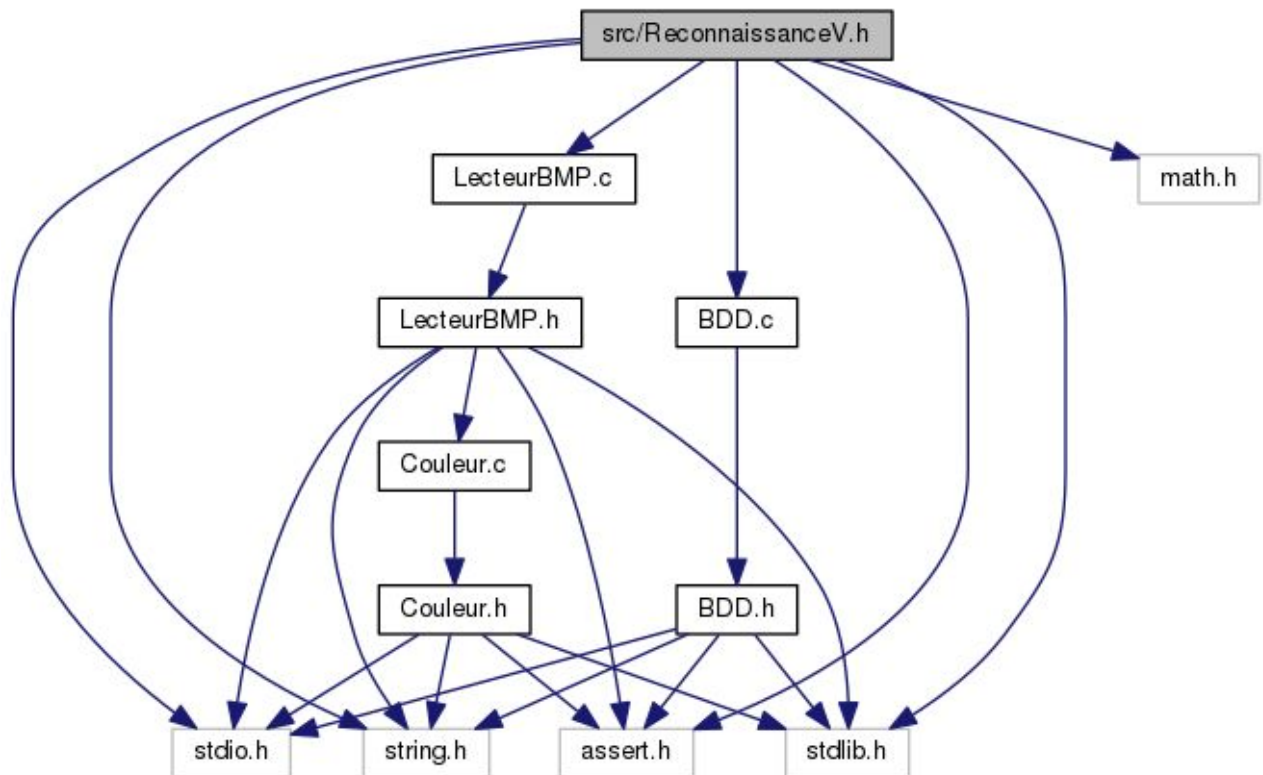 src/ReconnaissanceV.h
LecteurBMP.c
math.h
LecteurBMP.h
BDD.c
Couleur.c
Couleur.h
BDD.h
stdio.h
string.h
assert.h
stdlib.h